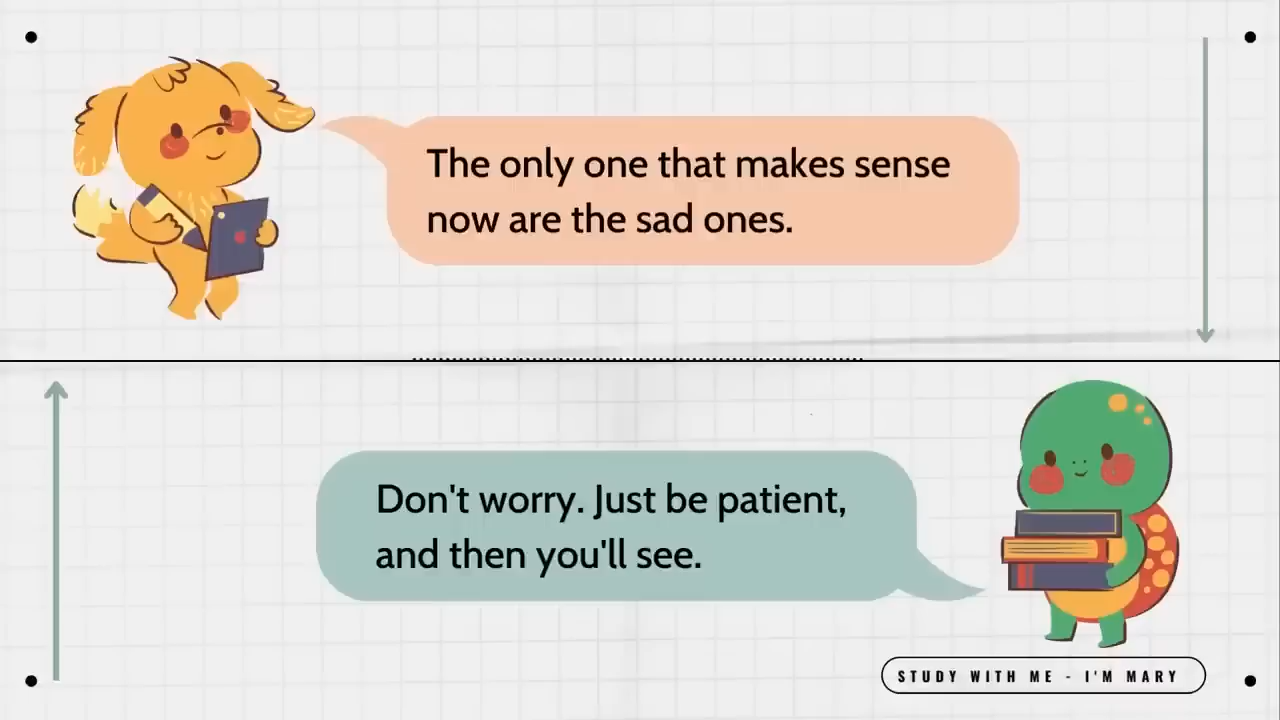 The only one that makes sense
now are the sad ones.
Don't worry. Just be patient,
and then you'll see.
STUDY WITH ME - I'M MARY